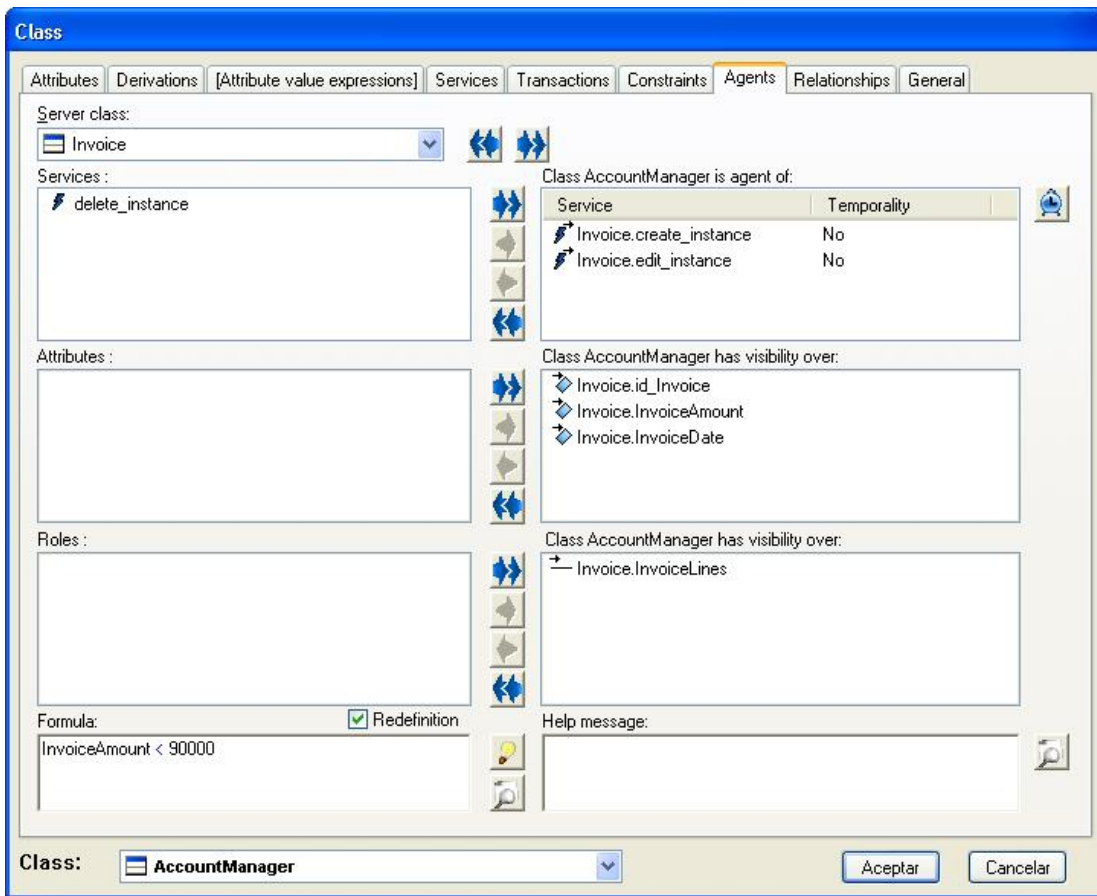 Class
Attributes Derivations [Attribute value expressions] Services Transactions Constraints Agents Relationships General
Server class:
Invoice
Services :
delete_instance
Class AccountManager is agent of:
Service Temporality
Invoice.create_instance No
Invoice.edit_instance No
Attributes :
Class AccountManager has visibility over:
Invoice.id_Invoice
Invoice.InvoiceAmount
Invoice.InvoiceDate
Roles :
Class AccountManager has visibility over:
Invoice.InvoiceLines
Formula: Redefinition
InvoiceAmount < 90000
Help message:
Class: AccountManager Aceptar Cancelar